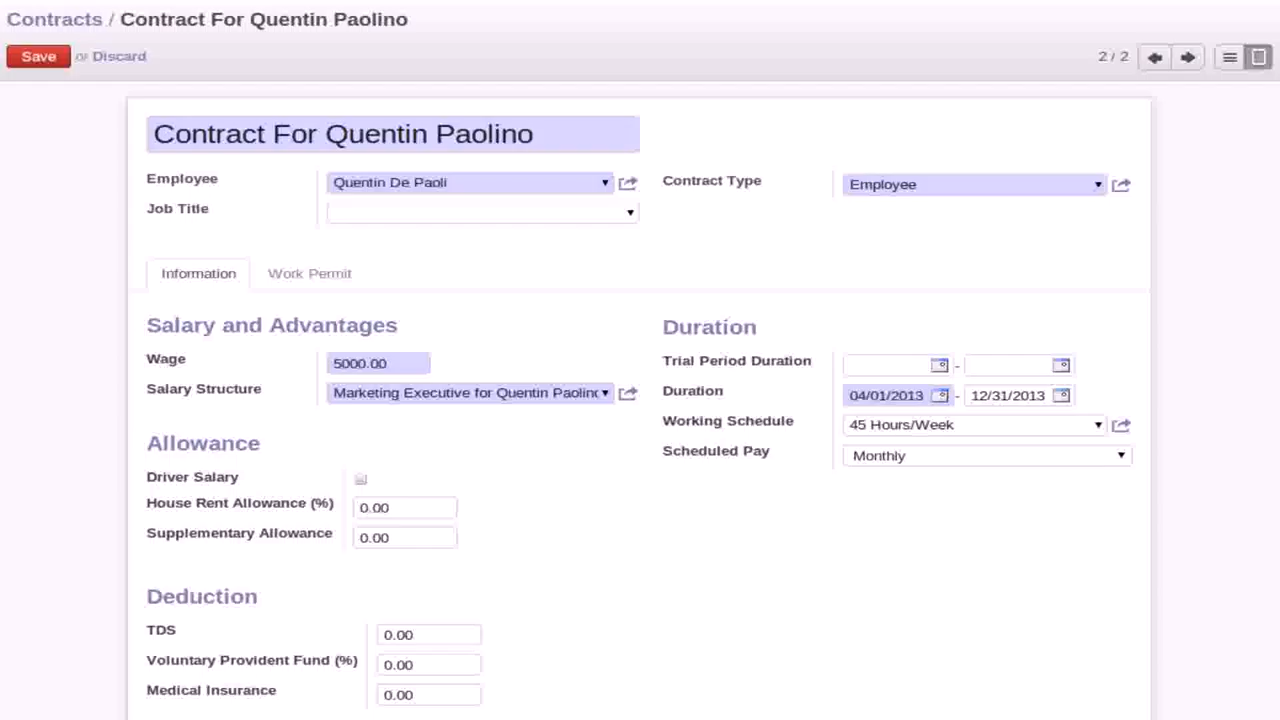 Contracts / Contract For Quentin Paolino
Save or Discard
2 / 2
Contract For Quentin Paolino
Employee
Quentin De Paoli
Job Title
Contract Type
Employee
Information
Work Permit
Salary and Advantages
Wage
5000.00
Salary Structure
Marketing Executive for Quentin Paolino
Duration
Trial Period Duration
-
Duration
04/01/2013 - 12/31/2013
Working Schedule
45 Hours/Week
Scheduled Pay
Monthly
Allowance
Driver Salary
House Rent Allowance (%)
0.00
Supplementary Allowance
0.00
Deduction
TDS
0.00
Voluntary Provident Fund (%)
0.00
Medical Insurance
0.00